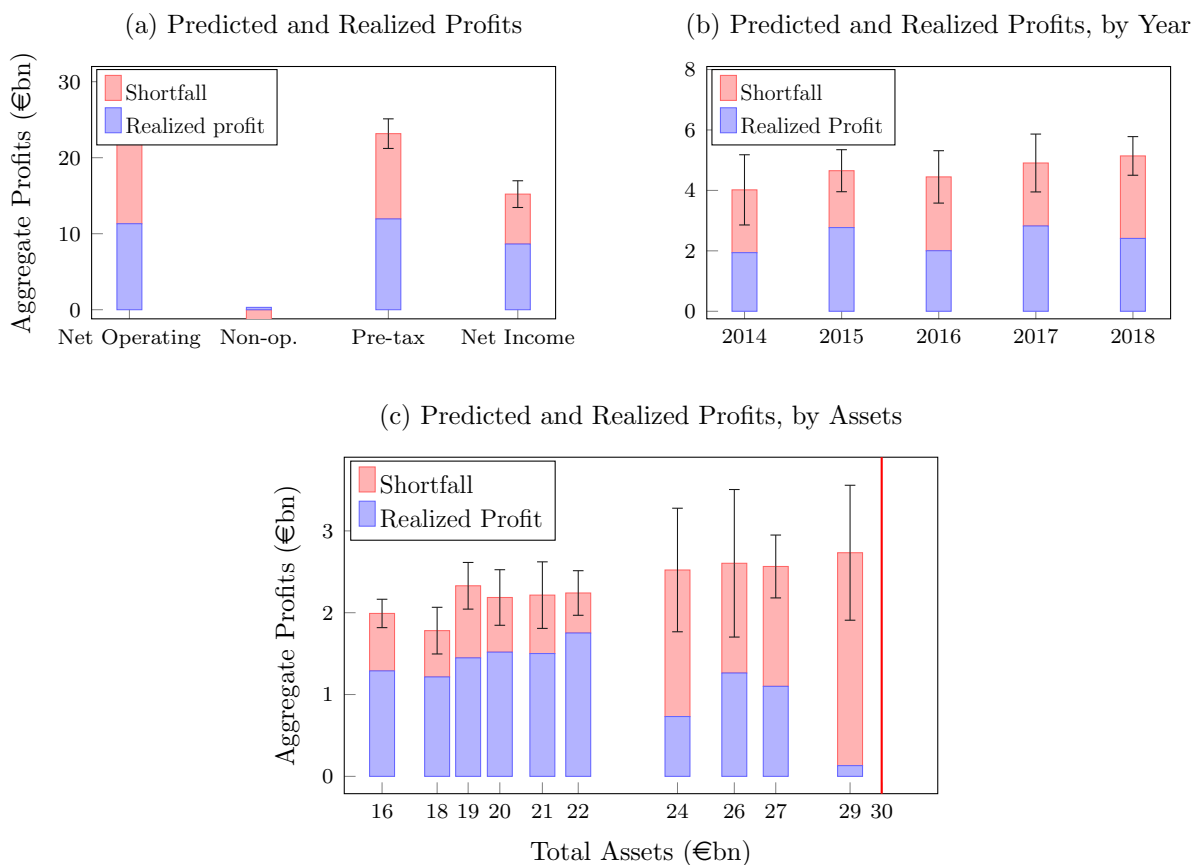 (a) Predicted and Realized Profits
Aggregate Profits (€bn)
30
20
10
0
Shortfall
Realized profit
Net Operating Non-op. Pre-tax Net Income
(b) Predicted and Realized Profits, by Year
8
6
4
2
0
Shortfall
Realized Profit
2014 2015 2016 2017 2018
(c) Predicted and Realized Profits, by Assets
Aggregate Profits (€bn)
3
2
1
0
Shortfall
Realized Profit
16 18 19 20 21 22 24 26 27 29 30
Total Assets (€bn)